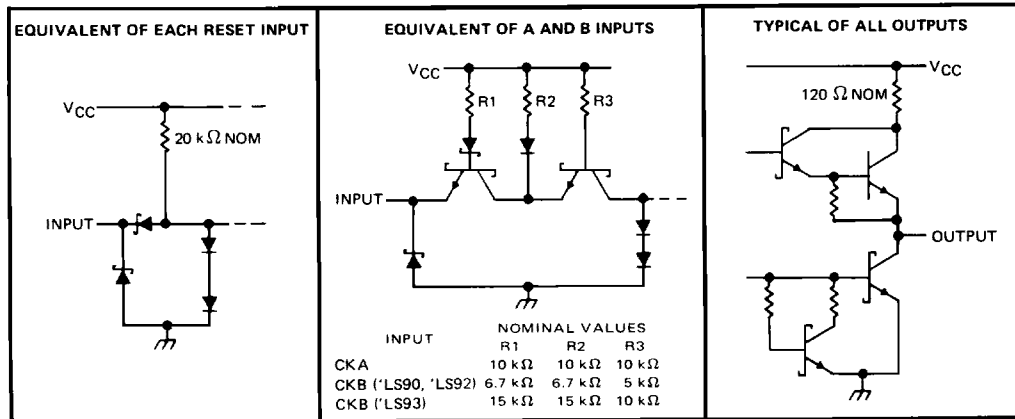 EQUIVALENT OF EACH RESET INPUT
VCC
20 kΩ NOM
INPUT
EQUIVALENT OF A AND B INPUTS
VCC
R1
R2
R3
INPUT
INPUT NOMINAL VALUES
R1 R2 R3
CKA 10 kΩ 10 kΩ 10 kΩ
CKB ('LS90, 'LS92) 6.7 kΩ 6.7 kΩ 5 kΩ
CKB ('LS93) 15 kΩ 15 kΩ 10 kΩ
TYPICAL OF ALL OUTPUTS
VCC
120 Ω NOM
OUTPUT